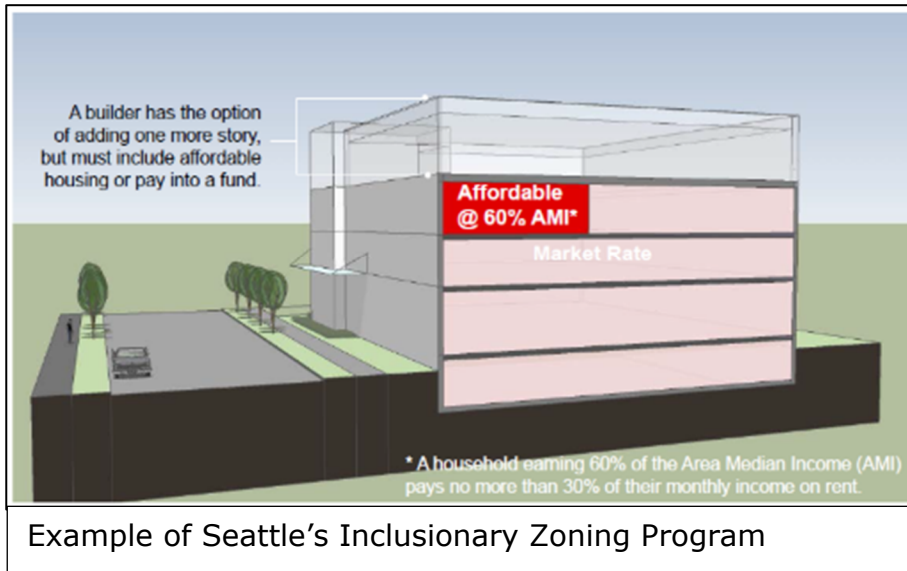 A builder has the option
of adding one more story,
but must include affordable
housing or pay into a fund.
Affordable
@ 60% AMI*
Market Rate
* A household earning 60% of the Area Median Income (AMI)
pays no more than 30% of their monthly income on rent.
Example of Seattle’s Inclusionary Zoning Program